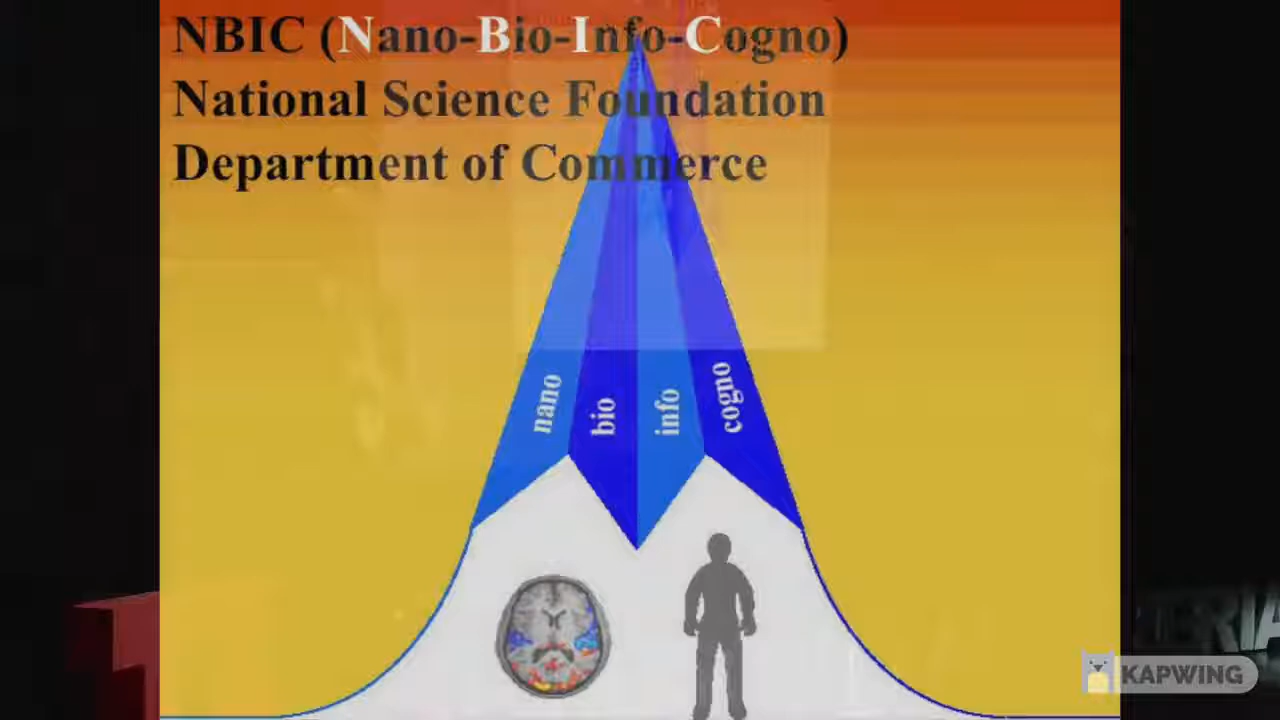 NBIC (Nano-Bio-Info-Cogno)
National Science Foundation
Department of Commerce
nano
bio
info
cogno
KAPWING